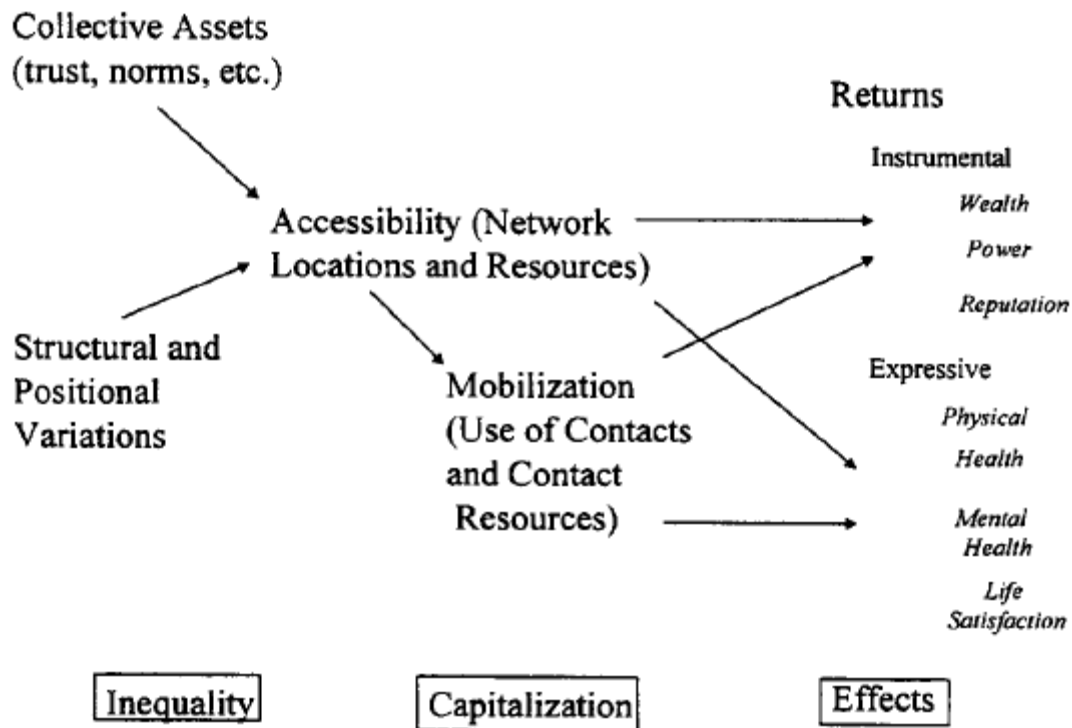 Collective Assets
(trust, norms, etc.)
Returns
Instrumental
Wealth
Power
Reputation
Accessibility (Network
Locations and Resources)
Structural and
Positional
Variations
Mobilization
(Use of Contacts
and Contact
Resources)
Expressive
Physical
Health
Mental
Health
Life
Satisfaction
Inequality
Capitalization
Effects